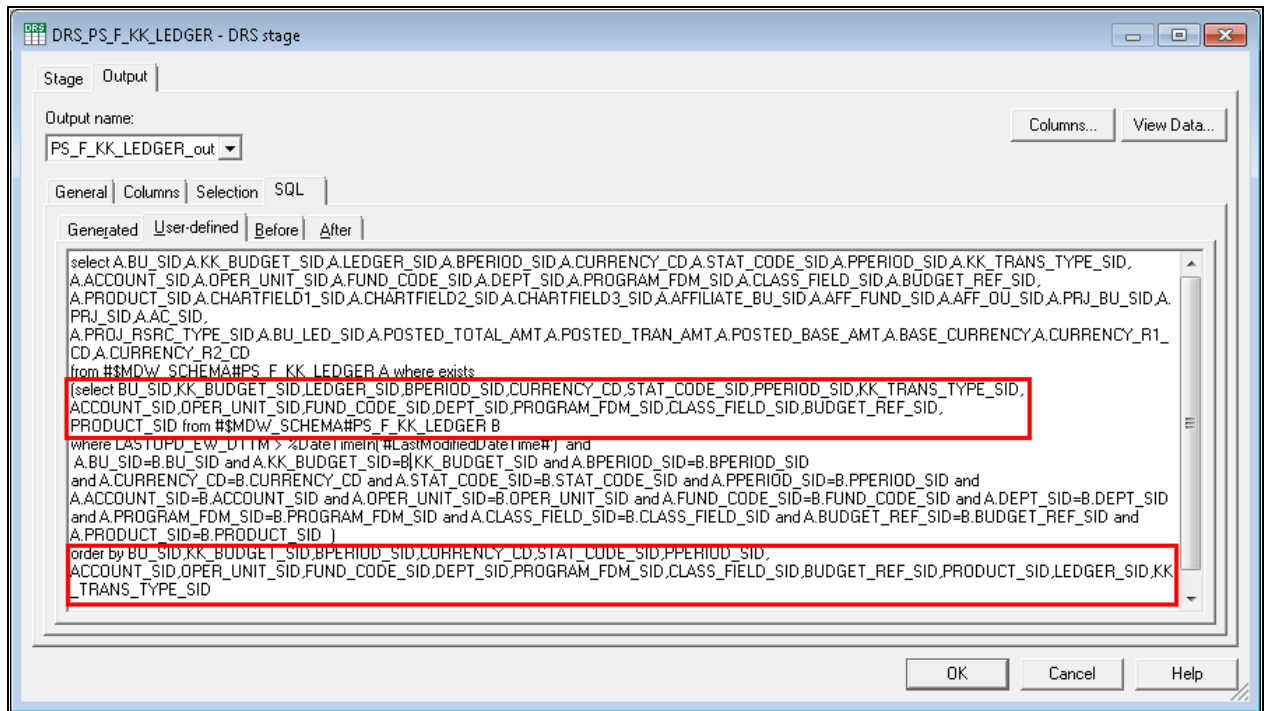 DRS DRS_PS_F_KK_LEDGER - DRS stage
Stage Output
Output name:
PS_F_KK_LEDGER_out
Columns... View Data...
General Columns Selection SQL
Generated User-defined Before After
select A.BU_SID,A.KK_BUDGET_SID,A.LEDGER_SID,A.BPERIOD_SID,A.CURRENCY_CD,A.STAT_CODE_SID,A.PPERIOD_SID,A.KK_TRANS_TYPE_SID,
A.ACCOUNT_SID,A.OPER_UNIT_SID,A.FUND_CODE_SID,A.DEPT_SID,A.PROGRAM_FDM_SID,A.CLASS_FIELD_SID,A.BUDGET_REF_SID,
A.PRODUCT_SID,A.CHARTFIELD1_SID,A.CHARTFIELD2_SID,A.CHARTFIELD3_SID,A.AFFILIATE_BU_SID,A.AFF_FUND_SID,A.AFF_OU_SID,A.PRJ_BU_SID,A.
PRJ_SID,A.AC_SID,
A.PROJ_RSRC_TYPE_SID,A.BU_LED_SID,A.POSTED_TOTAL_AMT,A.POSTED_TRAN_AMT,A.POSTED_BASE_AMT,A.BASE_CURRENCY,A.CURRENCY_R1_
CD,A.CURRENCY_R2_CD
from #$MDW_SCHEMA#PS_F_KK_LEDGER A where exists
(select BU_SID,KK_BUDGET_SID,LEDGER_SID,BPERIOD_SID,CURRENCY_CD,STAT_CODE_SID,PPERIOD_SID,KK_TRANS_TYPE_SID,
ACCOUNT_SID,OPER_UNIT_SID,FUND_CODE_SID,DEPT_SID,PROGRAM_FDM_SID,CLASS_FIELD_SID,BUDGET_REF_SID,
PRODUCT_SID from #$MDW_SCHEMA#PS_F_KK_LEDGER B
where LASTUPD_EW_DTTM > %DateTimeIn('#LastModifiedDateTime#') and
A.BU_SID=B.BU_SID and A.KK_BUDGET_SID=B.KK_BUDGET_SID and A.BPERIOD_SID=B.BPERIOD_SID
and A.CURRENCY_CD=B.CURRENCY_CD and A.STAT_CODE_SID=B.STAT_CODE_SID and A.PPERIOD_SID=B.PPERIOD_SID and
A.ACCOUNT_SID=B.ACCOUNT_SID and A.OPER_UNIT_SID=B.OPER_UNIT_SID and A.FUND_CODE_SID=B.FUND_CODE_SID and A.DEPT_SID=B.DEPT_SID
and A.PROGRAM_FDM_SID=B.PROGRAM_FDM_SID and A.CLASS_FIELD_SID=B.CLASS_FIELD_SID and A.BUDGET_REF_SID=B.BUDGET_REF_SID and
A.PRODUCT_SID=B.PRODUCT_SID )
order by BU_SID,KK_BUDGET_SID,BPERIOD_SID,CURRENCY_CD,STAT_CODE_SID,PPERIOD_SID,
ACCOUNT_SID,OPER_UNIT_SID,FUND_CODE_SID,DEPT_SID,PROGRAM_FDM_SID,CLASS_FIELD_SID,BUDGET_REF_SID,PRODUCT_SID,LEDGER_SID,KK
_TRANS_TYPE_SID
OK Cancel Help